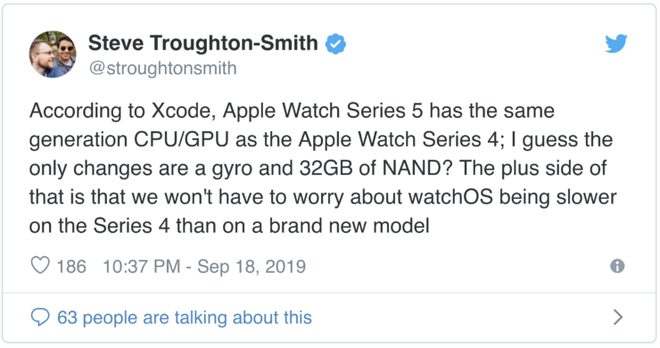 Steve Troughton-Smith
@stroughtonsmith
According to Xcode, Apple Watch Series 5 has the same
generation CPU/GPU as the Apple Watch Series 4; I guess the
only changes are a gyro and 32GB of NAND? The plus side of
that is that we won't have to worry about watchOS being slower
on the Series 4 than on a brand new model
186 10:37 PM - Sep 18, 2019
63 people are talking about this